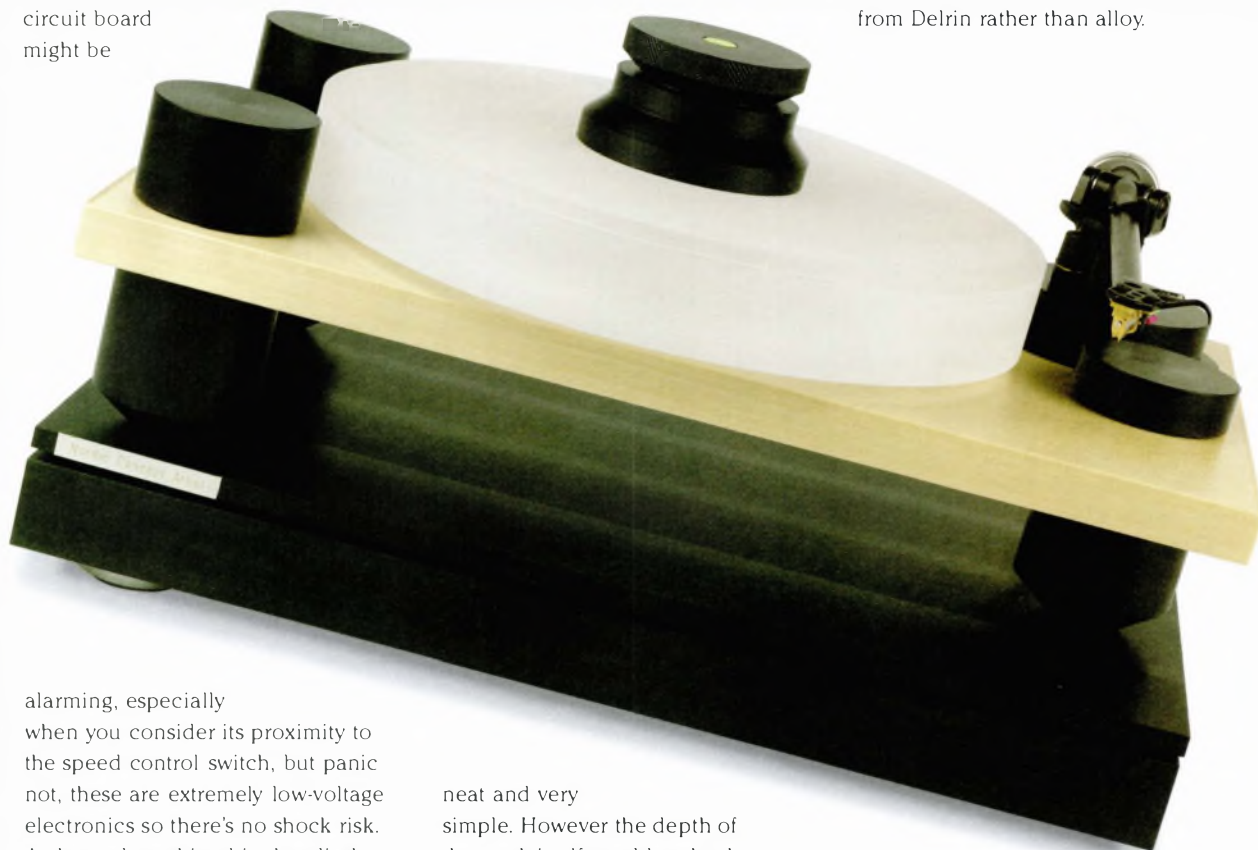 circuit board
might be
alarming, especially
when you consider its proximity to
the speed control switch, but panic
not, these are extremely low-voltage
electronics so there's no shock risk.
neat and very
simple. However the depth of
from Delrin rather than alloy.